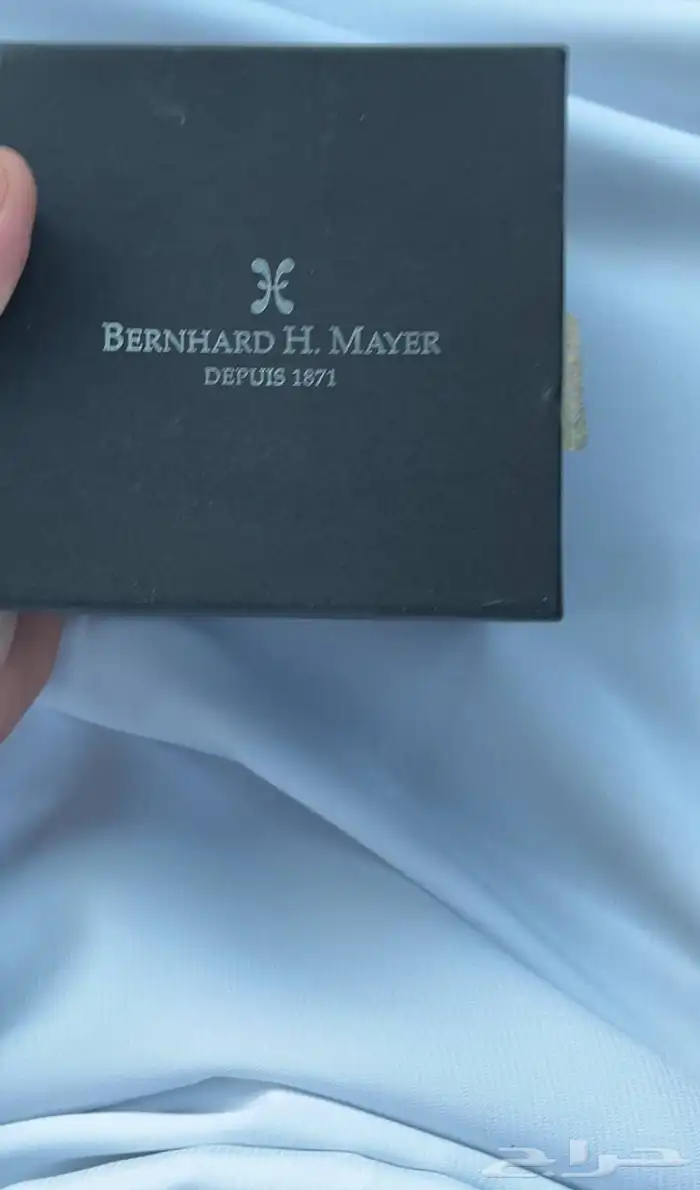 BERNHARD H. MAYER
DEPUIS 1871
حراج